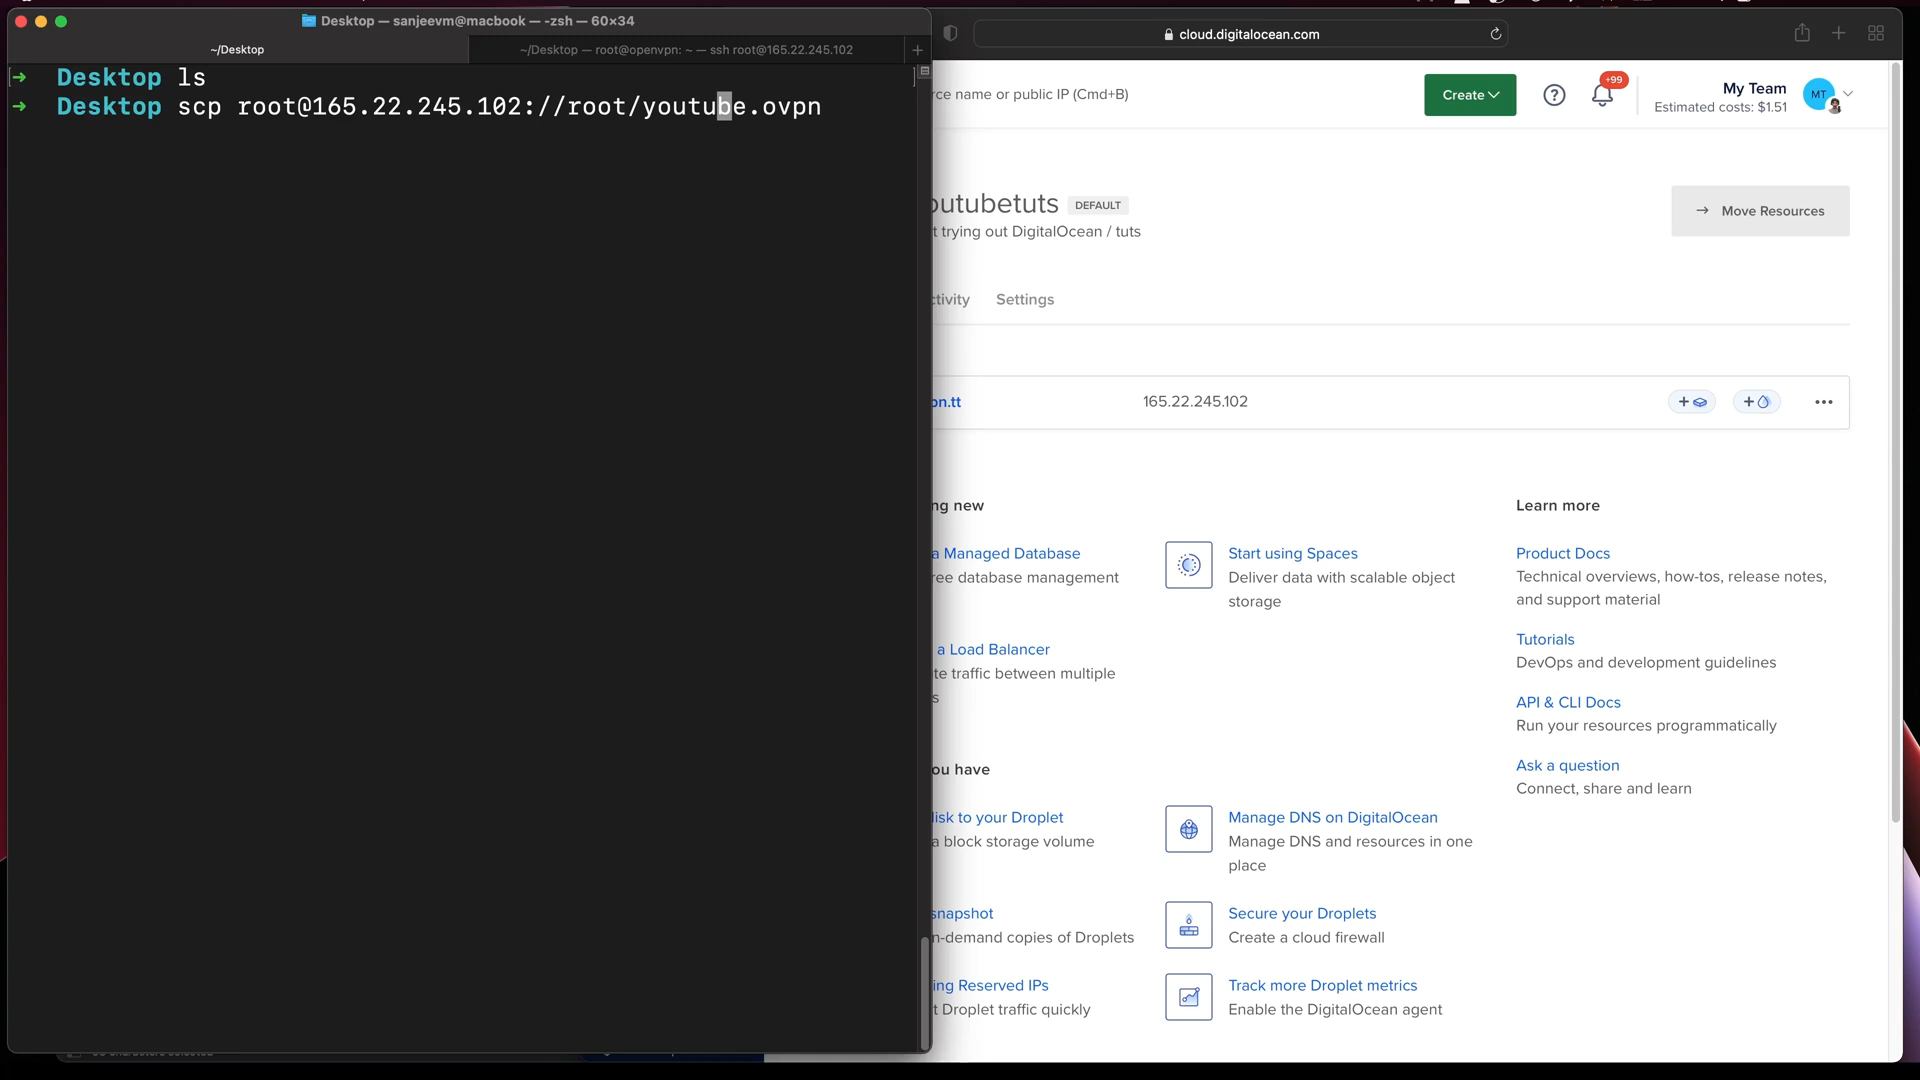 Desktop — sanjeevm@macbook — -zsh — 60×34
~/Desktop
~/Desktop — root@openvpn: ~ — ssh root@165.22.245.102
+
➜ Desktop ls
➜ Desktop scp root@165.22.245.102://root/youtube.ovpn
cloud.digitalocean.com
rce name or public IP (Cmd+B)
Create
+99
My Team
Estimated costs: $1.51
MT
outubetuts
DEFAULT
t trying out DigitalOcean / tuts
→ Move Resources
ctivity
Settings
on.tt
165.22.245.102
ng new
a Managed Database
ree database management
Start using Spaces
Deliver data with scalable object
storage
a Load Balancer
te traffic between multiple
s
Learn more
Product Docs
Technical overviews, how-tos, release notes,
and support material
Tutorials
DevOps and development guidelines
API & CLI Docs
Run your resources programmatically
Ask a question
Connect, share and learn
ou have
disk to your Droplet
a block storage volume
Manage DNS on DigitalOcean
Manage DNS and resources in one
place
snapshot
n-demand copies of Droplets
Secure your Droplets
Create a cloud firewall
ing Reserved IPs
t Droplet traffic quickly
Track more Droplet metrics
Enable the DigitalOcean agent